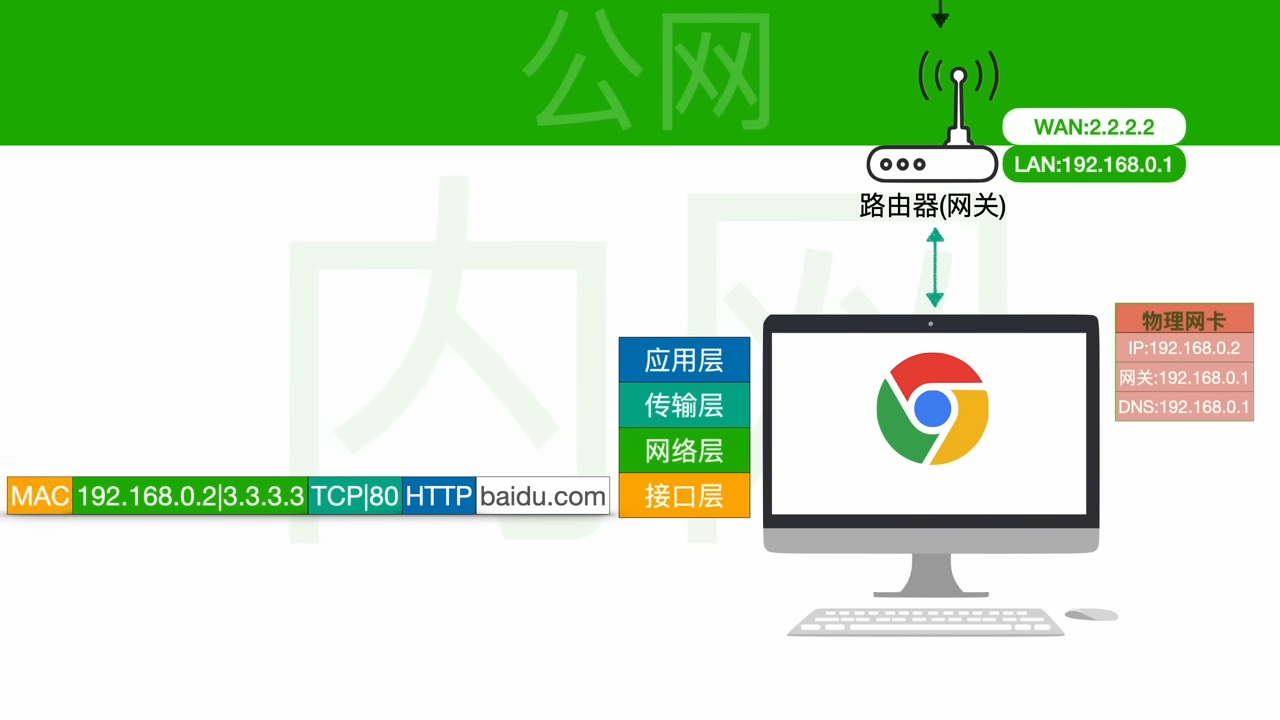 公网
WAN:2.2.2.2
LAN:192.168.0.1
路由器(网关)
内网
物理网卡
IP:192.168.0.2
网关:192.168.0.1
DNS:192.168.0.1
应用层
传输层
网络层
接口层
MAC 192.168.0.2|3.3.3.3 TCP|80 HTTP baidu.com